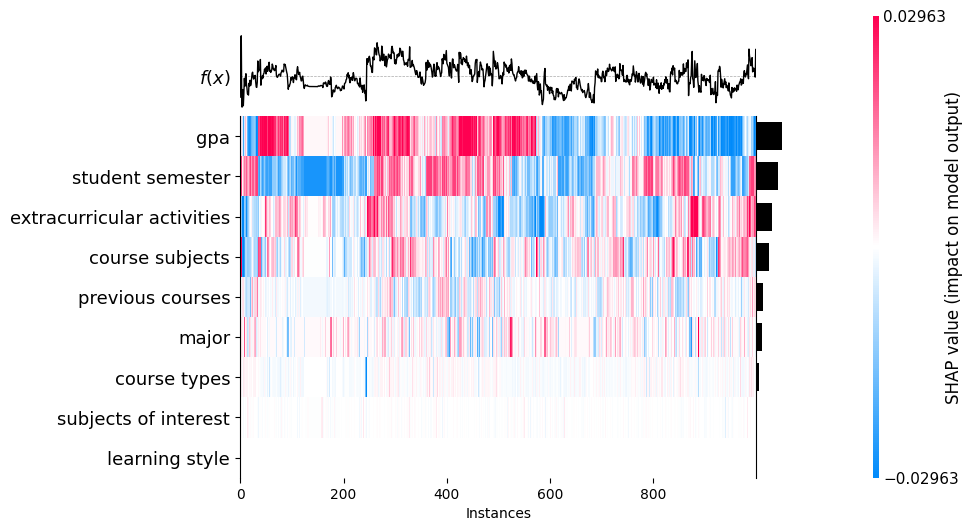 0.02963
f(x)
gpa
student semester
extracurricular activities
course subjects
previous courses
major
course types
subjects of interest
learning style
0 200 400 600 800
Instances
SHAP value (impact on model output)
−0.02963